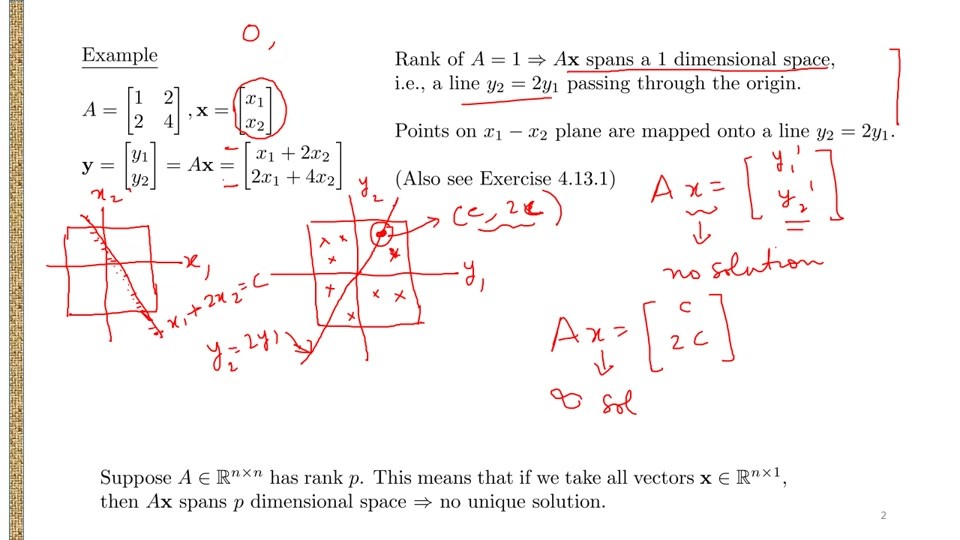 0,
Example
Rank of A = 1 ⇒ Ax spans a 1 dimensional space,
i.e., a line y₂ = 2y₁ passing through the origin.
A = [1 2; 2 4], x = [x₁; x₂]
Points on x₁ − x₂ plane are mapped onto a line y₂ = 2y₁.
y = [y₁; y₂] = Ax = [x₁ + 2x₂; 2x₁ + 4x₂]
(Also see Exercise 4.13.1)
A x = [y₁'; y₂']
no solution
x₂
x₁
x₁ + 2x₂ = C
y₂
(c, 2c)
y₁
y₂ = 2y₁
A x = [c; 2c]
∞ sol
Suppose A ∈ ℝⁿˣⁿ has rank p. This means that if we take all vectors x ∈ ℝⁿˣ¹,
then Ax spans p dimensional space ⇒ no unique solution.
2